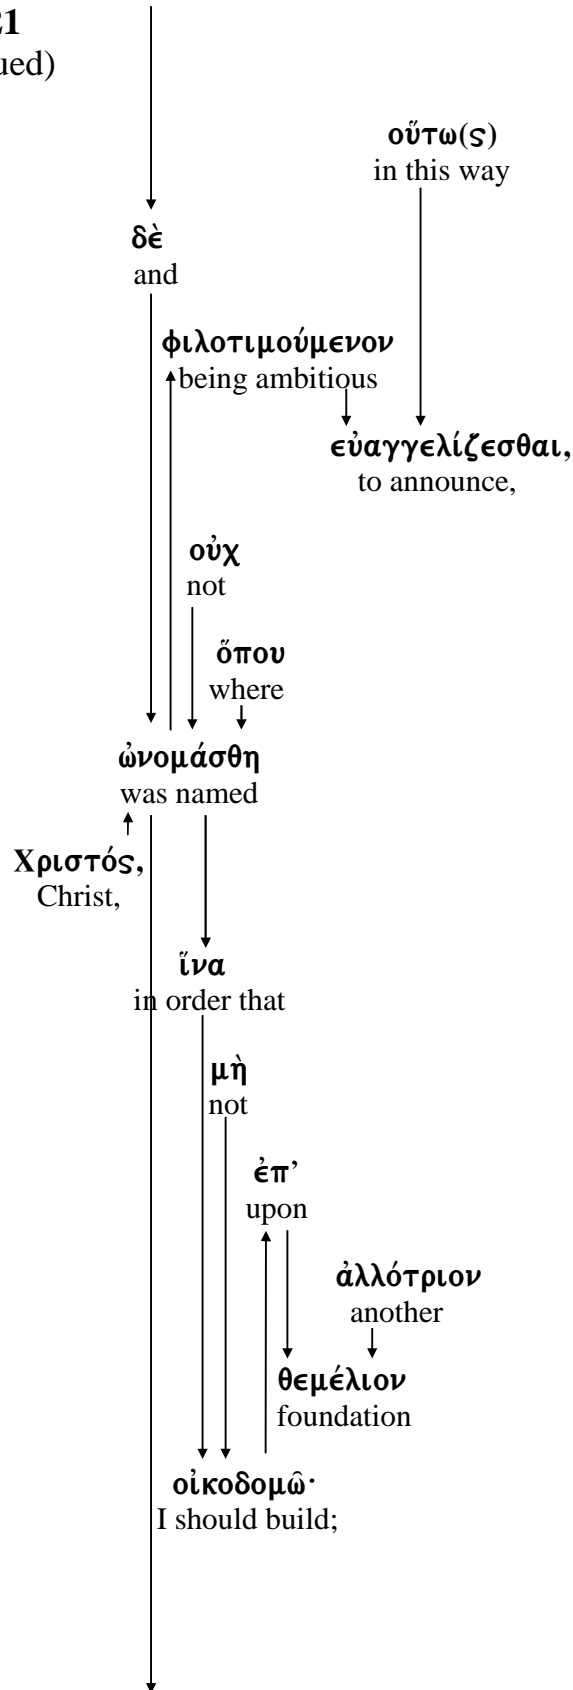 21
ued)
οὕτω(ς)
in this way
δὲ
and
φιλοτιμούμενον
being ambitious
εὐαγγελίζεσθαι,
to announce,
οὐχ
not
ὅπου
where
ὠνομάσθη
was named
Χριστός,
Christ,
ἵνα
in order that
μὴ
not
ἐπ’
upon
ἀλλότριον
another
θεμέλιον
foundation
οἰκοδομῶ·
I should build;